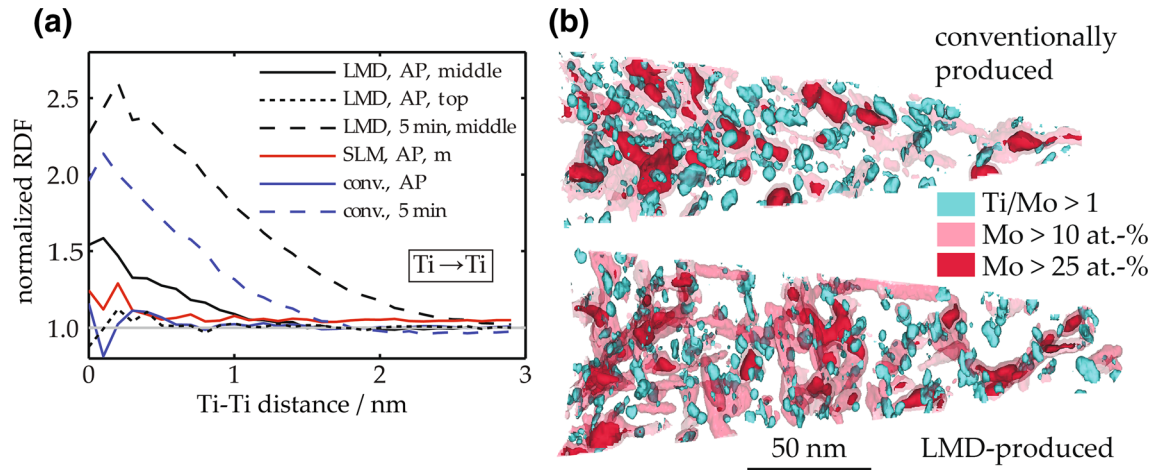 (a)
normalized RDF
2.5
2.0
1.5
1.0
0
1
2
3
Ti-Ti distance / nm
LMD, AP, middle
LMD, AP, top
LMD, 5 min, middle
SLM, AP, m
conv., AP
conv., 5 min
Ti→Ti
(b)
conventionally
produced
Ti/Mo > 1
Mo > 10 at.-%
Mo > 25 at.-%
50 nm
LMD-produced